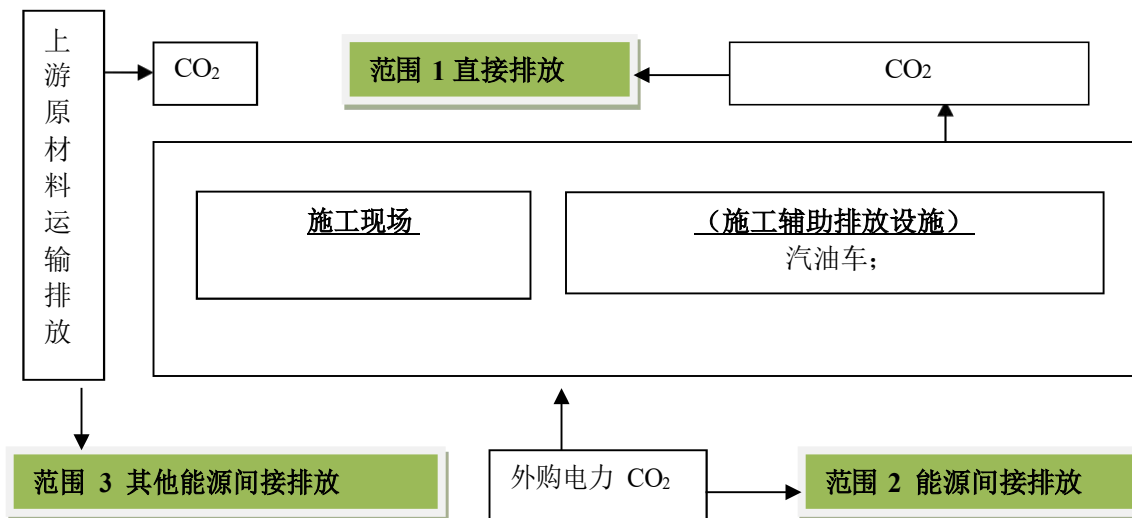 上游原材料运输排放
CO₂
范围 1 直接排放
CO₂
施工现场
（施工辅助排放设施）
汽油车；
范围 3 其他能源间接排放
外购电力 CO₂
范围 2 能源间接排放